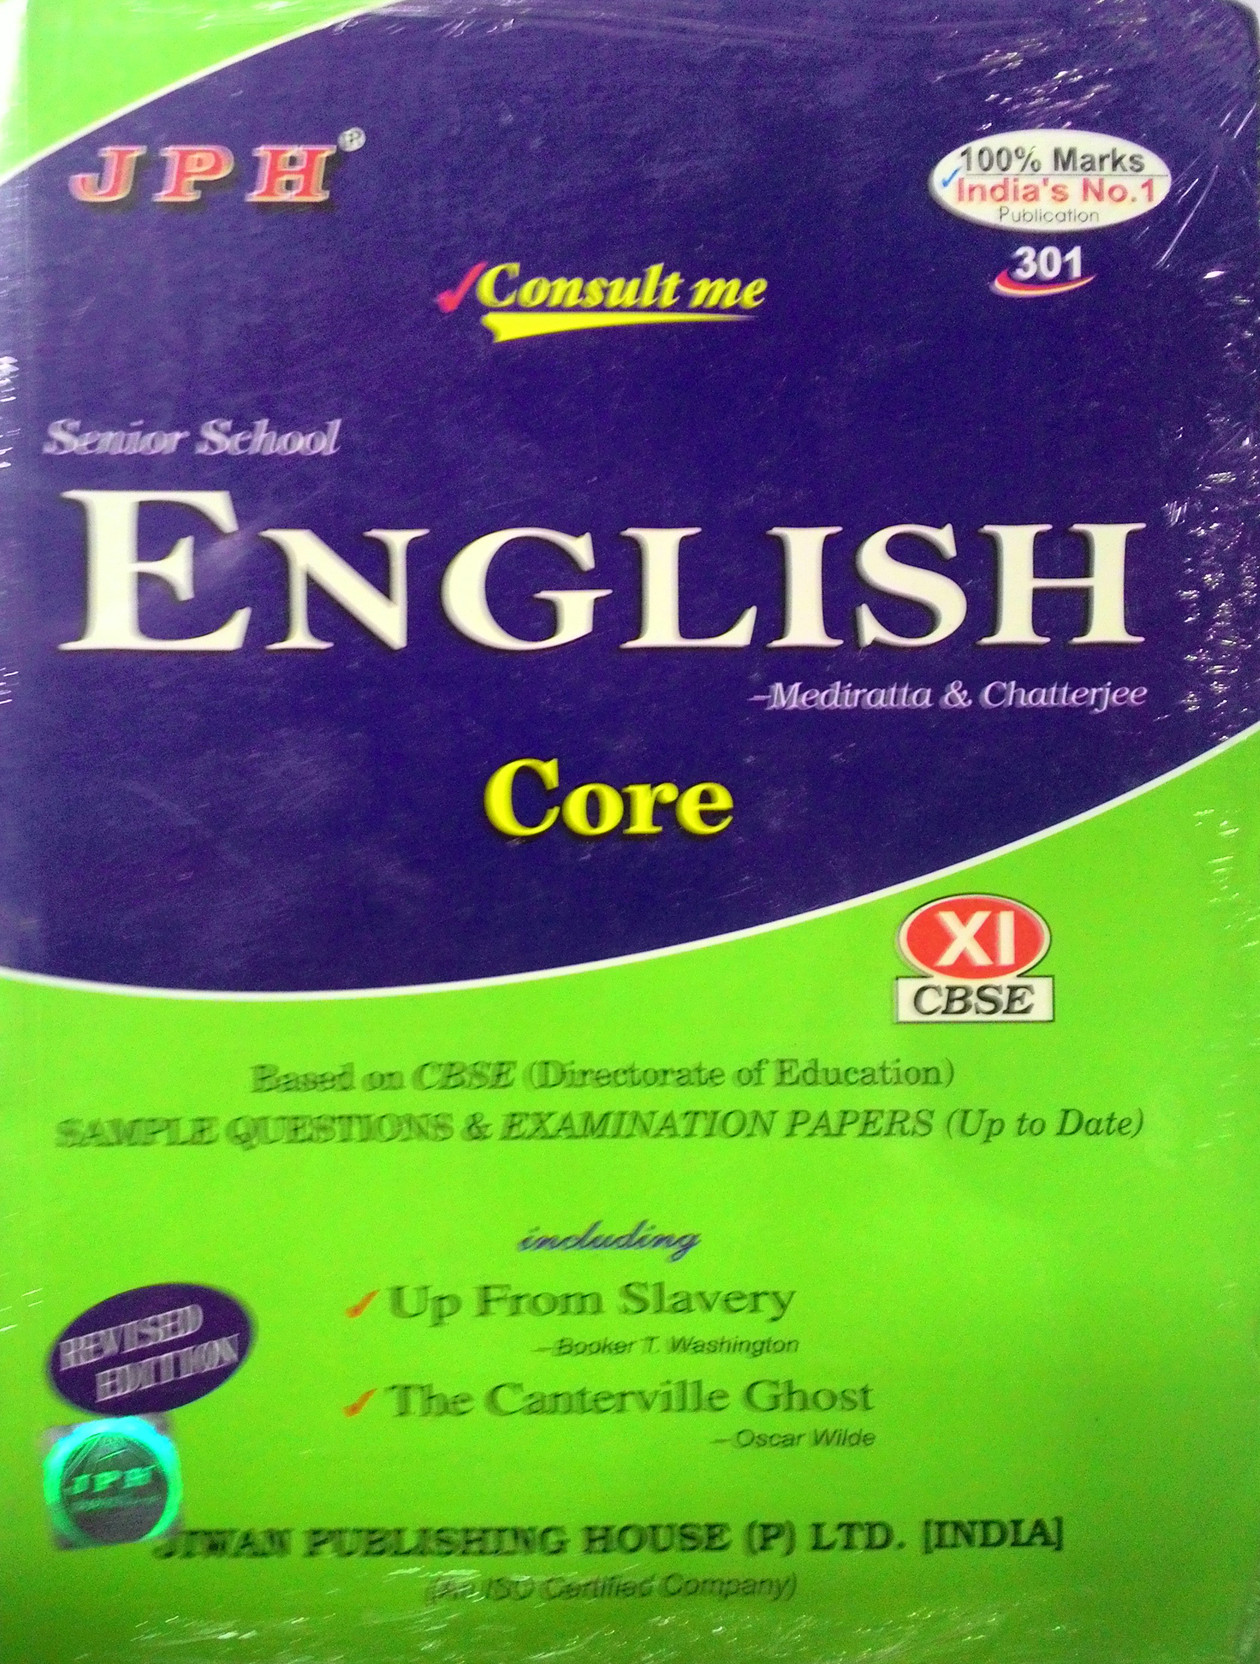 JPH®
100% Marks
India's No.1
Publication
301
Consult me
Senior School
ENGLISH
–Mediratta & Chatterjee
Core
XI
CBSE
Based on CBSE (Directorate of Education)
SAMPLE QUESTIONS & EXAMINATION PAPERS (Up to Date)
including
Up From Slavery
–Booker T. Washington
The Canterville Ghost
–Oscar Wilde
REVISED
EDITION
JPH
JIWAN PUBLISHING HOUSE (P) LTD. [INDIA]
(An ISO Certified Company)